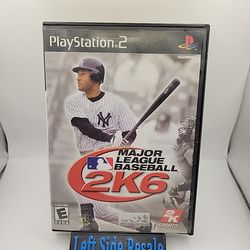 PlayStation 2
MAJOR
LEAGUE
BASEBALL
2K6
E
2K
SPORTS
Left Side Resale